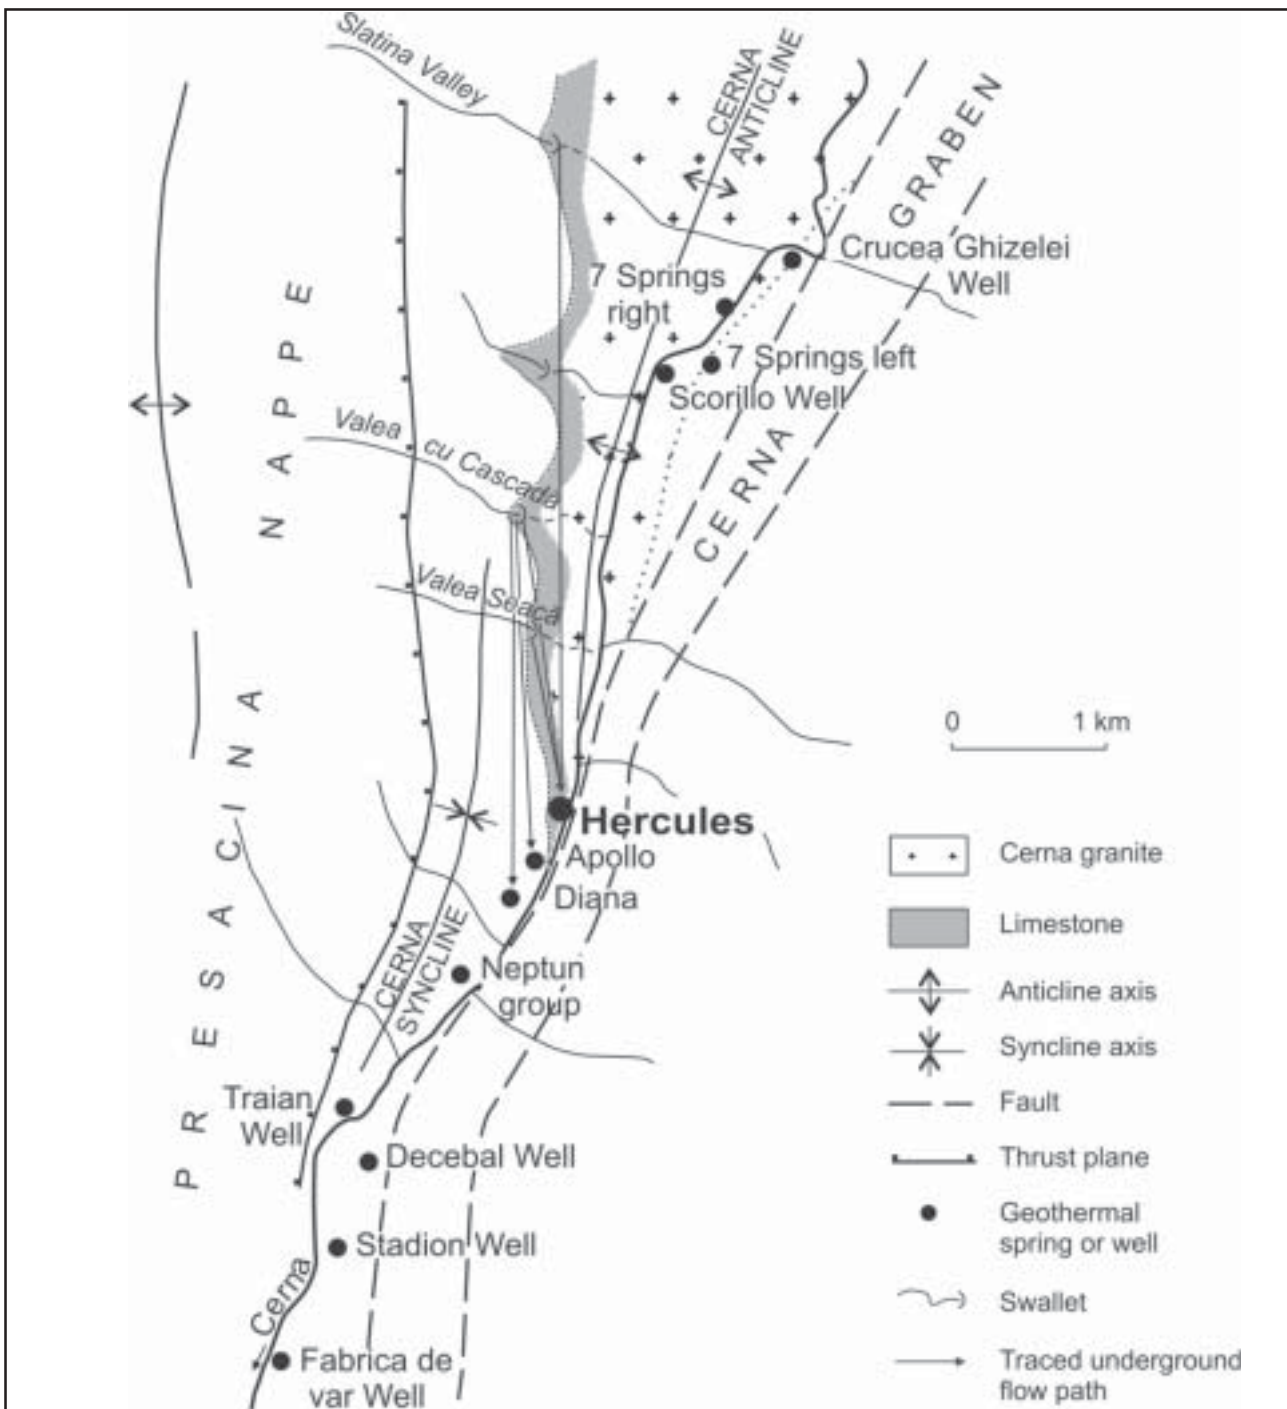 Slatina Valley
CERNA
ANTICLINE
GRABEN
CERNA
Crucea Ghizelei
Well
7 Springs
right
7 Springs left
Scorillo Well
PRESACINA NAPPE
Valea cu Cascada
Valea Seacă
Hercules
Apollo
Diana
CERNA
SYNCLINE
Neptun
group
Traian
Well
Decebal Well
Stadion Well
Cerna
Fabrica de
var Well
0 1 km
Cerna granite
Limestone
Anticline axis
Syncline axis
Fault
Thrust plane
Geothermal
spring or well
Swallet
Traced underground
flow path